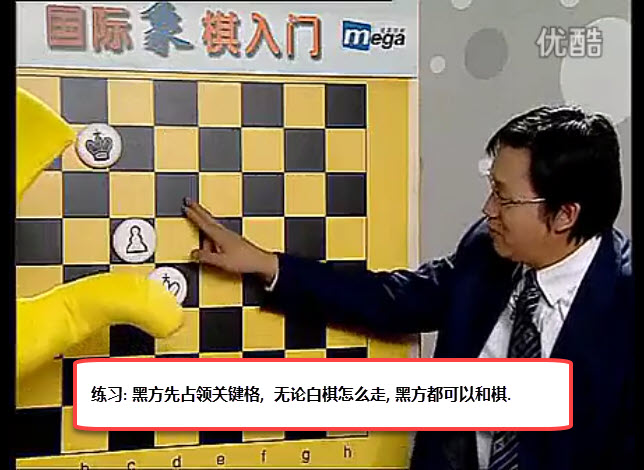 国际象棋入门
mega
优酷
练习: 黑方先占领关键格, 无论白棋怎么走, 黑方都可以和棋.
b c d e f g h